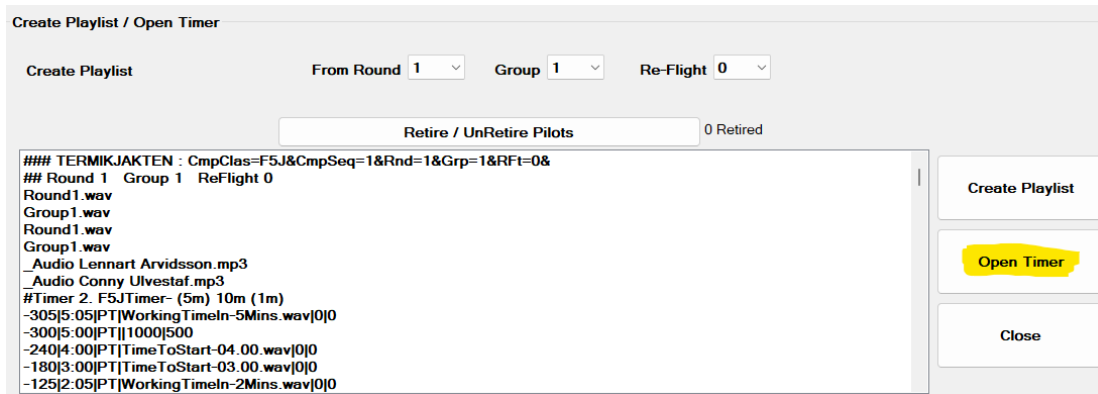 Create Playlist / Open Timer
Create Playlist From Round 1 Group 1 Re-Flight 0
Retire / UnRetire Pilots 0 Retired
### TERMIKJAKTEN : CmpClas=F5J&CmpSeq=1&Rnd=1&Grp=1&RFt=0&
## Round 1 Group 1 ReFlight 0
Round1.wav
Group1.wav
Round1.wav
Group1.wav
_Audio Lennart Arvidsson.mp3
_Audio Conny Ulvestaf.mp3
#Timer 2. F5JTimer- (5m) 10m (1m)
-305|5:05|PT|WorkingTimeIn-5Mins.wav|0|0
-300|5:00|PT||1000|500
-240|4:00|PT|TimeToStart-04.00.wav|0|0
-180|3:00|PT|TimeToStart-03.00.wav|0|0
-125|2:05|PT|WorkingTimeIn-2Mins.wav|0|0
Create Playlist
Open Timer
Close